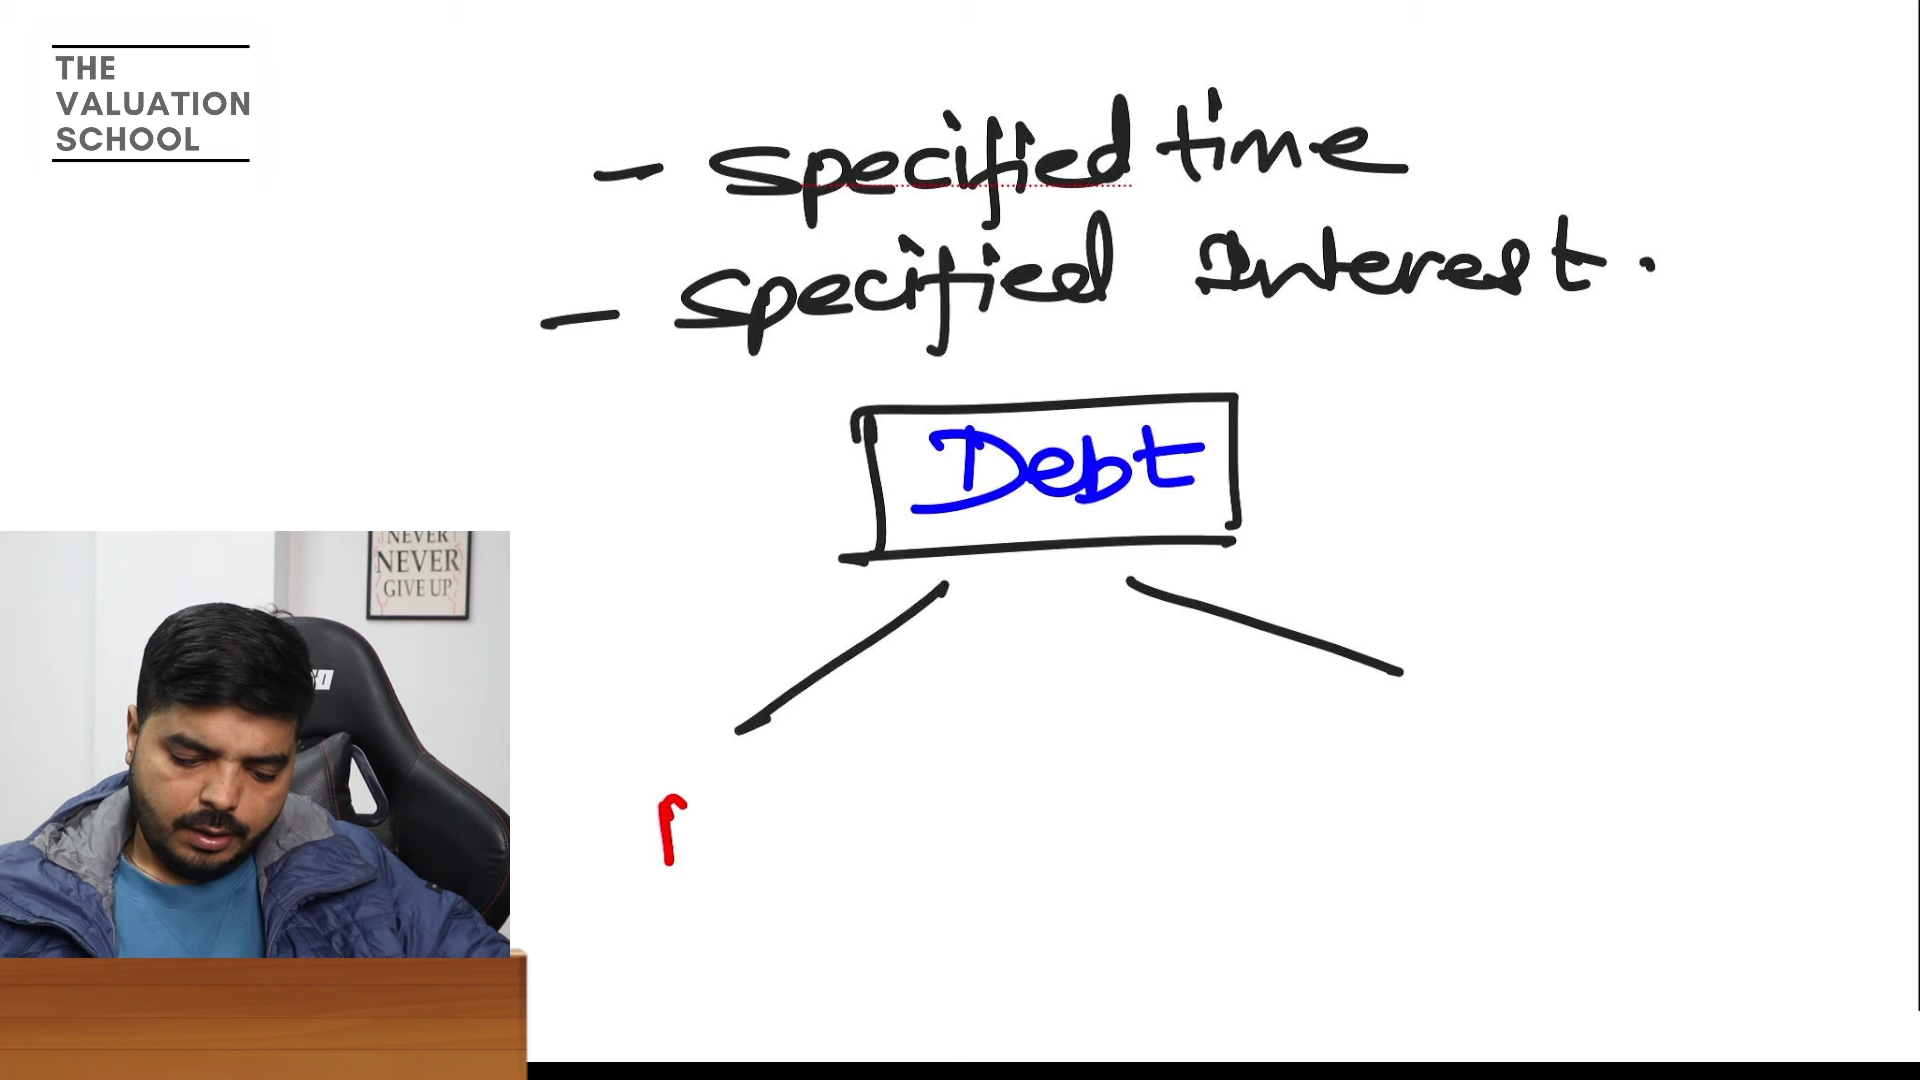 THE
VALUATION
SCHOOL
- Specified time
- Specified Interest.
Debt
NEVER
NEVER
GIVE UP